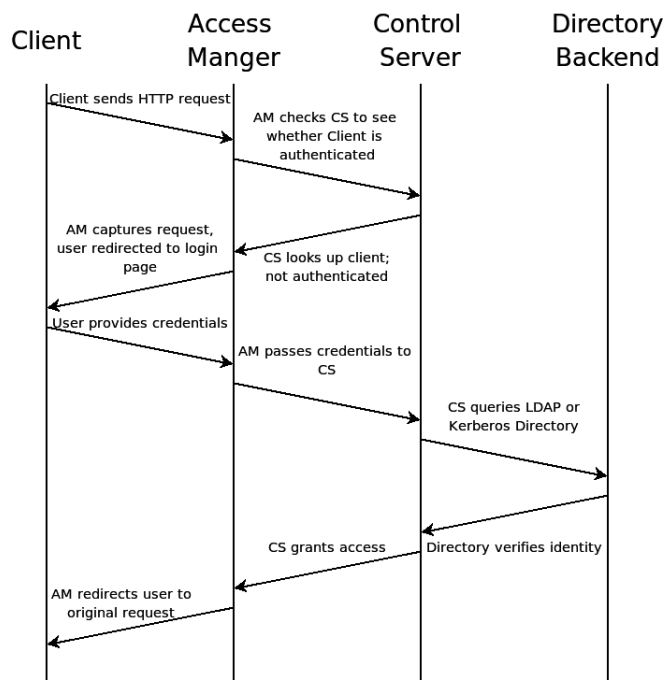 Client
Access
Manger
Control
Server
Directory
Backend
Client sends HTTP request
AM checks CS to see
whether Client is
authenticated
AM captures request,
user redirected to login
page
CS looks up client;
not authenticated
User provides credentials
AM passes credentials to
CS
CS queries LDAP or
Kerberos Directory
CS grants access
Directory verifies identity
AM redirects user to
original request